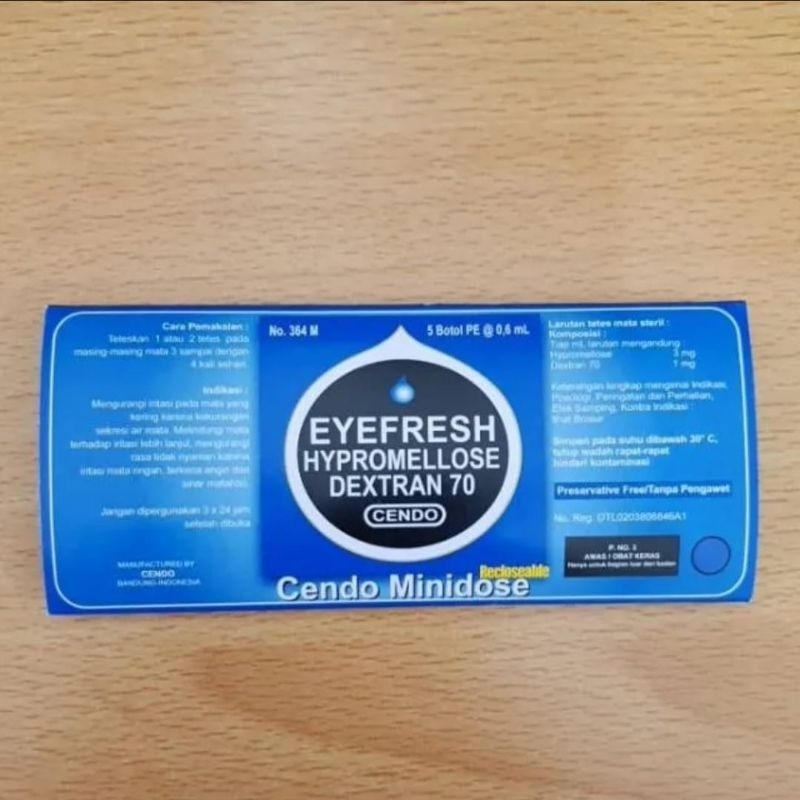 Cara Pemakaian :
Teteskan 1 atau 2 tetes pada
masing-masing mata 3 sampai dengan
4 kali sehari.
Indikasi :
Mengurangi iritasi pada mata yang
kering karena kekurangan
sekresi air mata. Melindungi mata
terhadap iritasi lebih lanjut, mengurangi
rasa tidak nyaman karena
iritasi mata ringan, terkena angin dan
sinar matahari.
Jangan dipergunakan 3 x 24 jam
setelah dibuka
MANUFACTURED BY
CENDO
BANDUNG-INDONESIA
No. 364 M
5 Botol PE @ 0,6 mL
EYEFRESH
HYPROMELLOSE
DEXTRAN 70
CENDO
Recloseable
Cendo Minidose
Larutan tetes mata steril :
Komposisi :
Tiap mL larutan mengandung :
Hypromellose 3 mg
Dextran 70 1 mg
Keterangan lengkap mengenai Indikasi,
Posologi, Peringatan dan Perhatian,
Efek Samping, Kontra Indikasi :
lihat Brosur
Simpan pada suhu dibawah 30° C,
tutup wadah rapat-rapat
hindari kontaminasi
Preservative Free/Tanpa Pengawet
No. Reg.
P. NO. 3
AWAS ! OBAT KERAS
Hanya untuk bagian luar dari badan